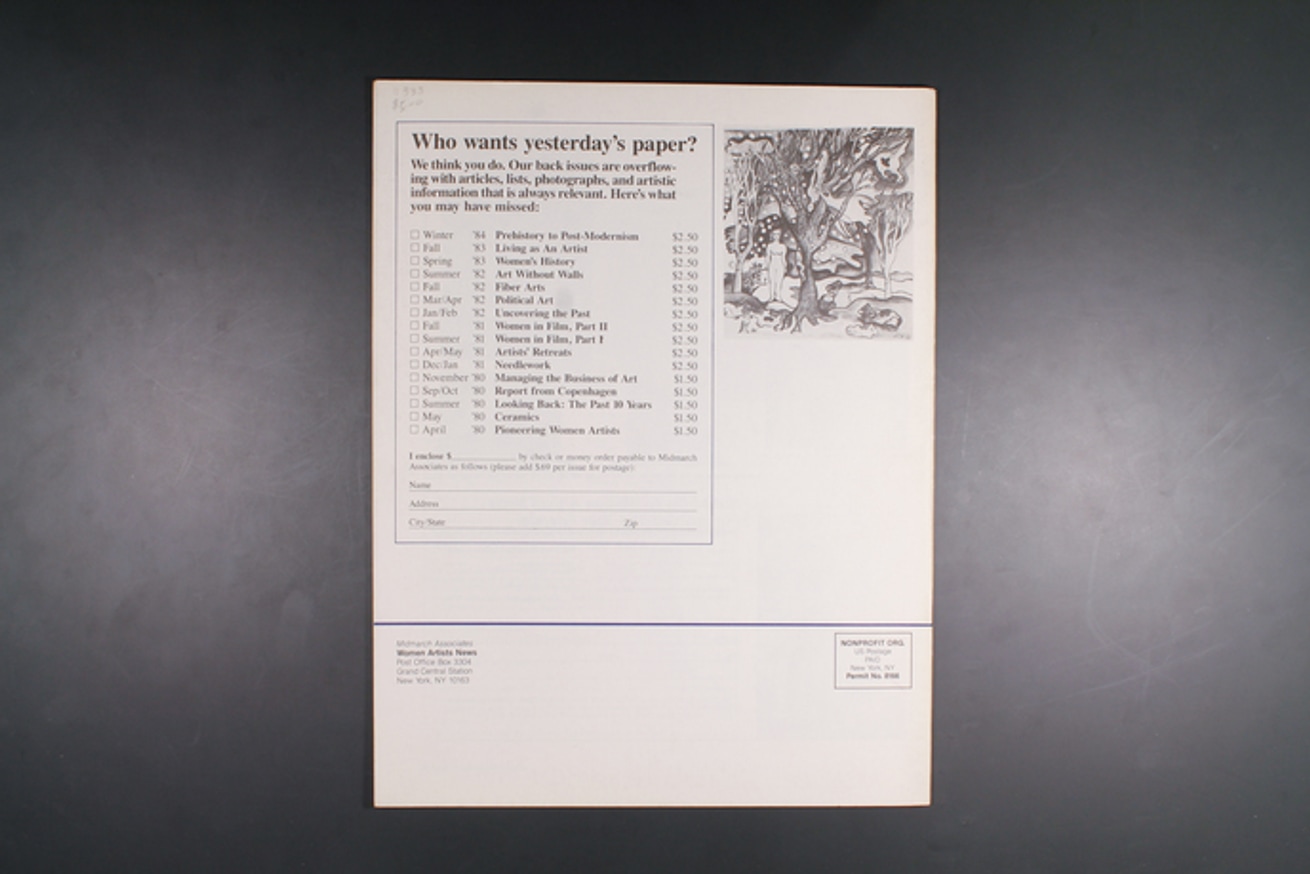 Who wants yesterday's paper?
We think you do. Our back issues are overflow-
ing with articles, lists, photographs, and artistic
information that is always relevant. Here's what
you may have missed:
☐ Winter '84 Prehistory to Post-Modernism $2.50
☐ Fall '83 Living as An Artist $2.50
☐ Spring '83 Women's History $2.50
☐ Summer '82 Art Without Walls $2.50
☐ Fall '82 Fiber Arts $2.50
☐ Mar/Apr '82 Political Art $2.50
☐ Jan/Feb '82 Uncovering the Past $2.50
☐ Fall '81 Women in Film, Part II $2.50
☐ Summer '81 Women in Film, Part I $2.50
☐ Apr/May '81 Artists' Retreats $2.50
☐ Dec/Jan '81 Needlework $2.50
☐ November '80 Managing the Business of Art $1.50
☐ Sep/Oct '80 Report from Copenhagen $1.50
☐ Summer '80 Looking Back: The Past 10 Years $1.50
☐ May '80 Ceramics $1.50
☐ April '80 Pioneering Women Artists $1.50
I enclose $____________ by check or money order payable to Midmarch
Associates as follows (please add $.69 per issue for postage):
Name
Address
City/State Zip
Midmarch Associates
Women Artists News
Post Office Box 3304
Grand Central Station
New York, NY 10163
NONPROFIT ORG.
US Postage
PAID
New York, NY
Permit No.